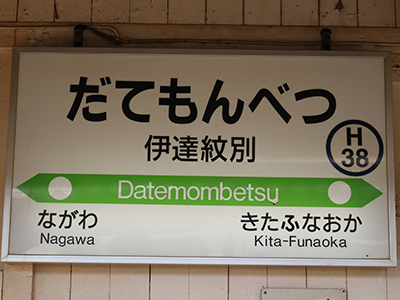 だてもんべつ
伊達紋別
H
38
Datemombetsu
ながわ
Nagawa
きたふなおか
Kita-Funaoka